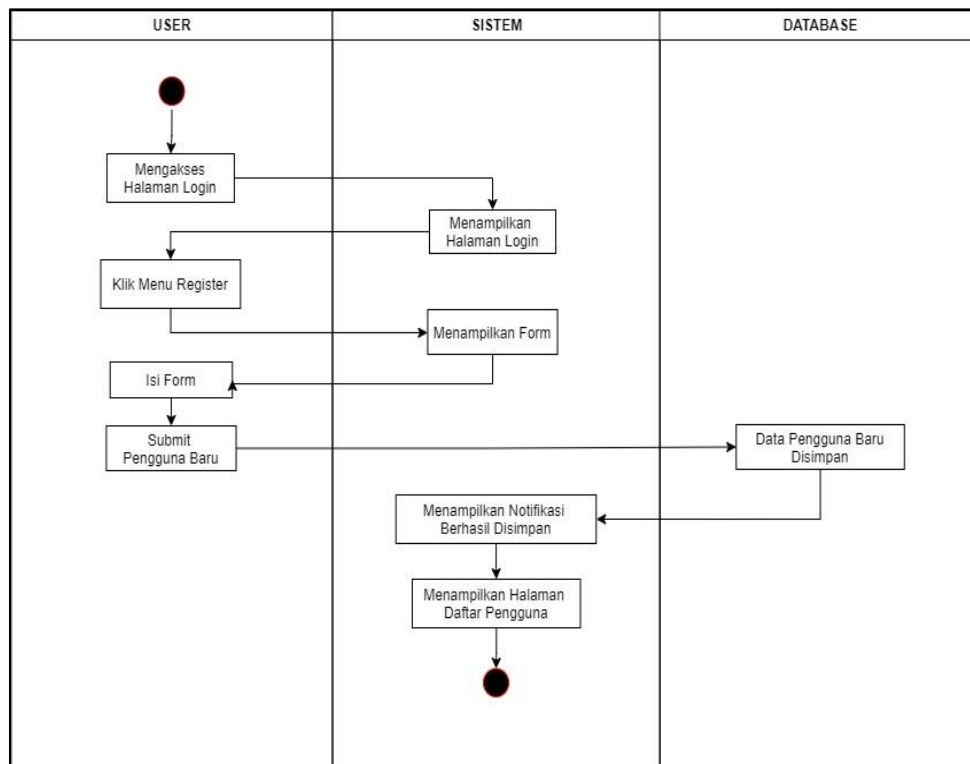 USER
SISTEM
DATABASE
Mengakses
Halaman Login
Menampilkan
Halaman Login
Klik Menu Register
Menampilkan Form
Isi Form
Submit
Pengguna Baru
Data Pengguna Baru
Disimpan
Menampilkan Notifikasi
Berhasil Disimpan
Menampilkan Halaman
Daftar Pengguna